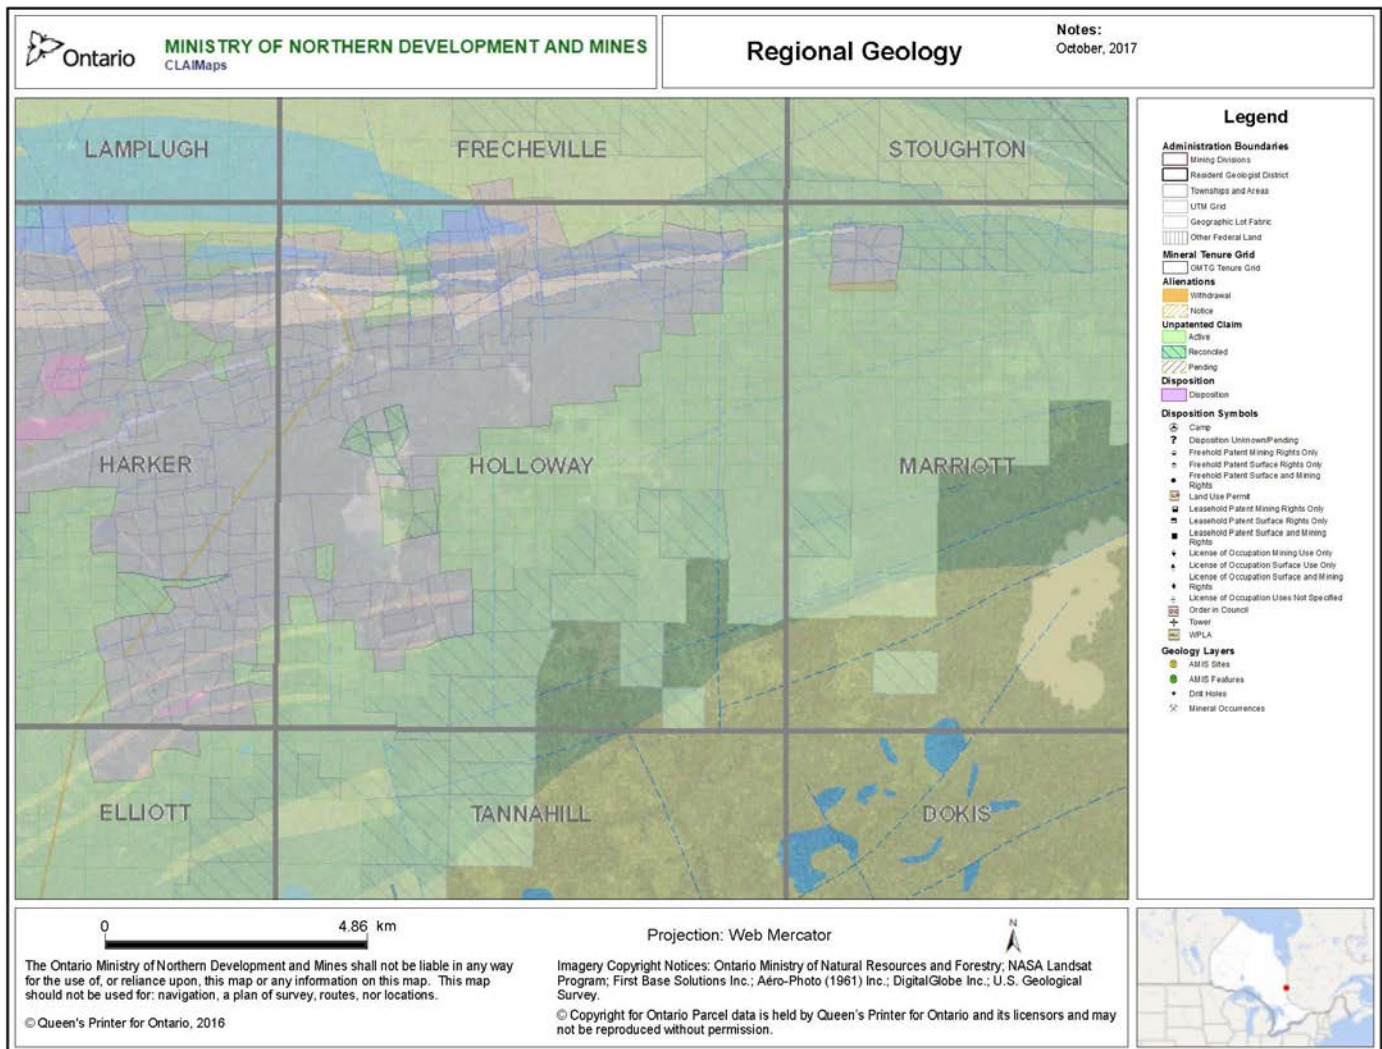 Ontario
MINISTRY OF NORTHERN DEVELOPMENT AND MINES
CLAIMaps
Regional Geology
Notes:
October, 2017
LAMPLUGH
FRECHEVILLE
STOUGHTON
HARKER
HOLLOWAY
MARRIOTT
ELLIOTT
TANNAHILL
DOKIS
Legend
Administration Boundaries
Mining Divisions
Resident Geologist District
Townships and Areas
UTM Grid
Geographic Lot Fabric
Other Federal Land
Mineral Tenure Grid
OMTG Tenure Grid
Alienations
Withdrawal
Notice
Unpatented Claim
Active
Reconciled
Pending
Disposition
Disposition
Disposition Symbols
Camp
? Disposition Unknown/Pending
Freehold Patent Mining Rights Only
Freehold Patent Surface Rights Only
Freehold Patent Surface and Mining
Rights
Land Use Permit
Leasehold Patent Mining Rights Only
Leasehold Patent Surface Rights Only
Leasehold Patent Surface and Mining
Rights
License of Occupation Mining Use Only
License of Occupation Surface Use Only
License of Occupation Surface and Mining
Rights
License of Occupation Uses Not Specified
Order in Council
Tower
WPLA
Geology Layers
AMIS Sites
AMIS Features
Drill Holes
Mineral Occurrences
0 4.86 km
The Ontario Ministry of Northern Development and Mines shall not be liable in any way
for the use of, or reliance upon, this map or any information on this map. This map
should not be used for: navigation, a plan of survey, routes, nor locations.
© Queen's Printer for Ontario, 2016
Projection: Web Mercator
N
Imagery Copyright Notices: Ontario Ministry of Natural Resources and Forestry; NASA Landsat
Program; First Base Solutions Inc.; Aéro-Photo (1961) Inc.; DigitalGlobe Inc.; U.S. Geological
Survey.
© Copyright for Ontario Parcel data is held by Queen's Printer for Ontario and its licensors and may
not be reproduced without permission.